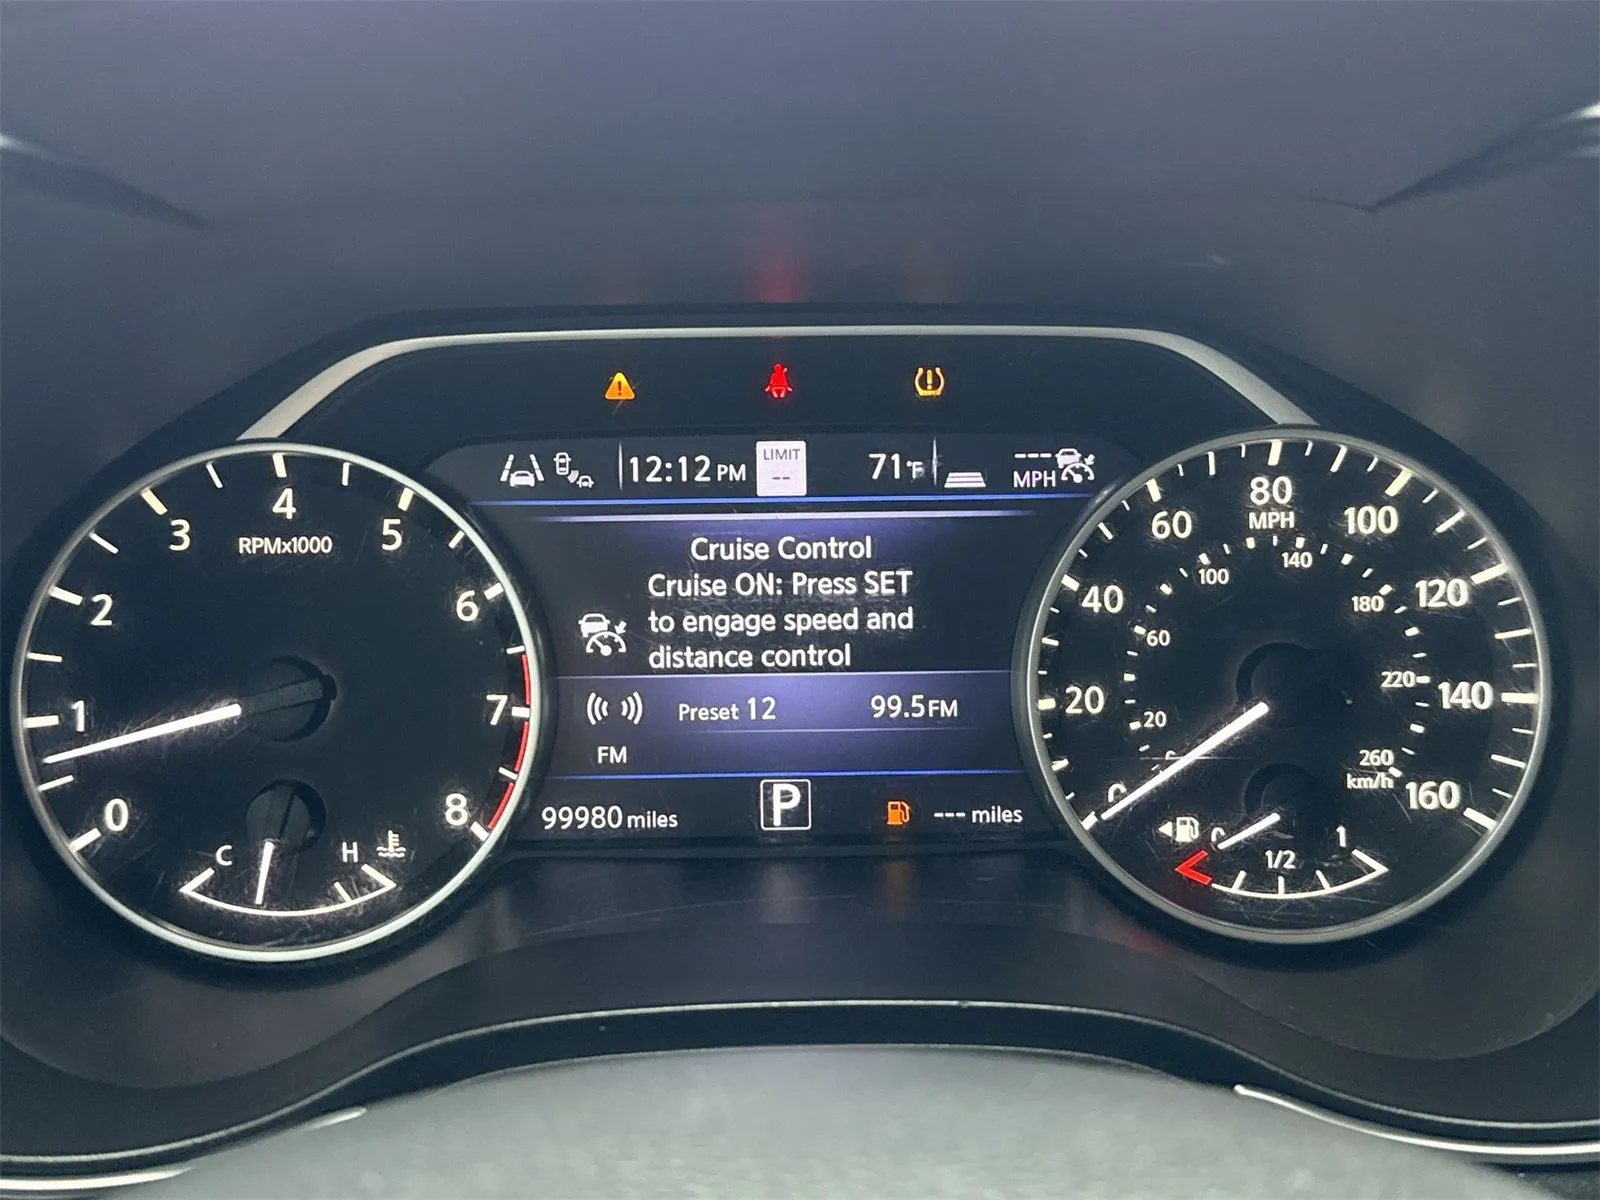 12:12 PM
LIMIT
--
71°F
---
MPH
Cruise Control
Cruise ON: Press SET
to engage speed and
distance control
Preset 12 99.5FM
FM
99980 miles
P
--- miles
0
1
2
3
4
5
6
7
8
RPMx1000
C
H
0
20
40
60
80
MPH
100
120
140
160
20
60
100
140
180
220
260
km/h
1/2
1